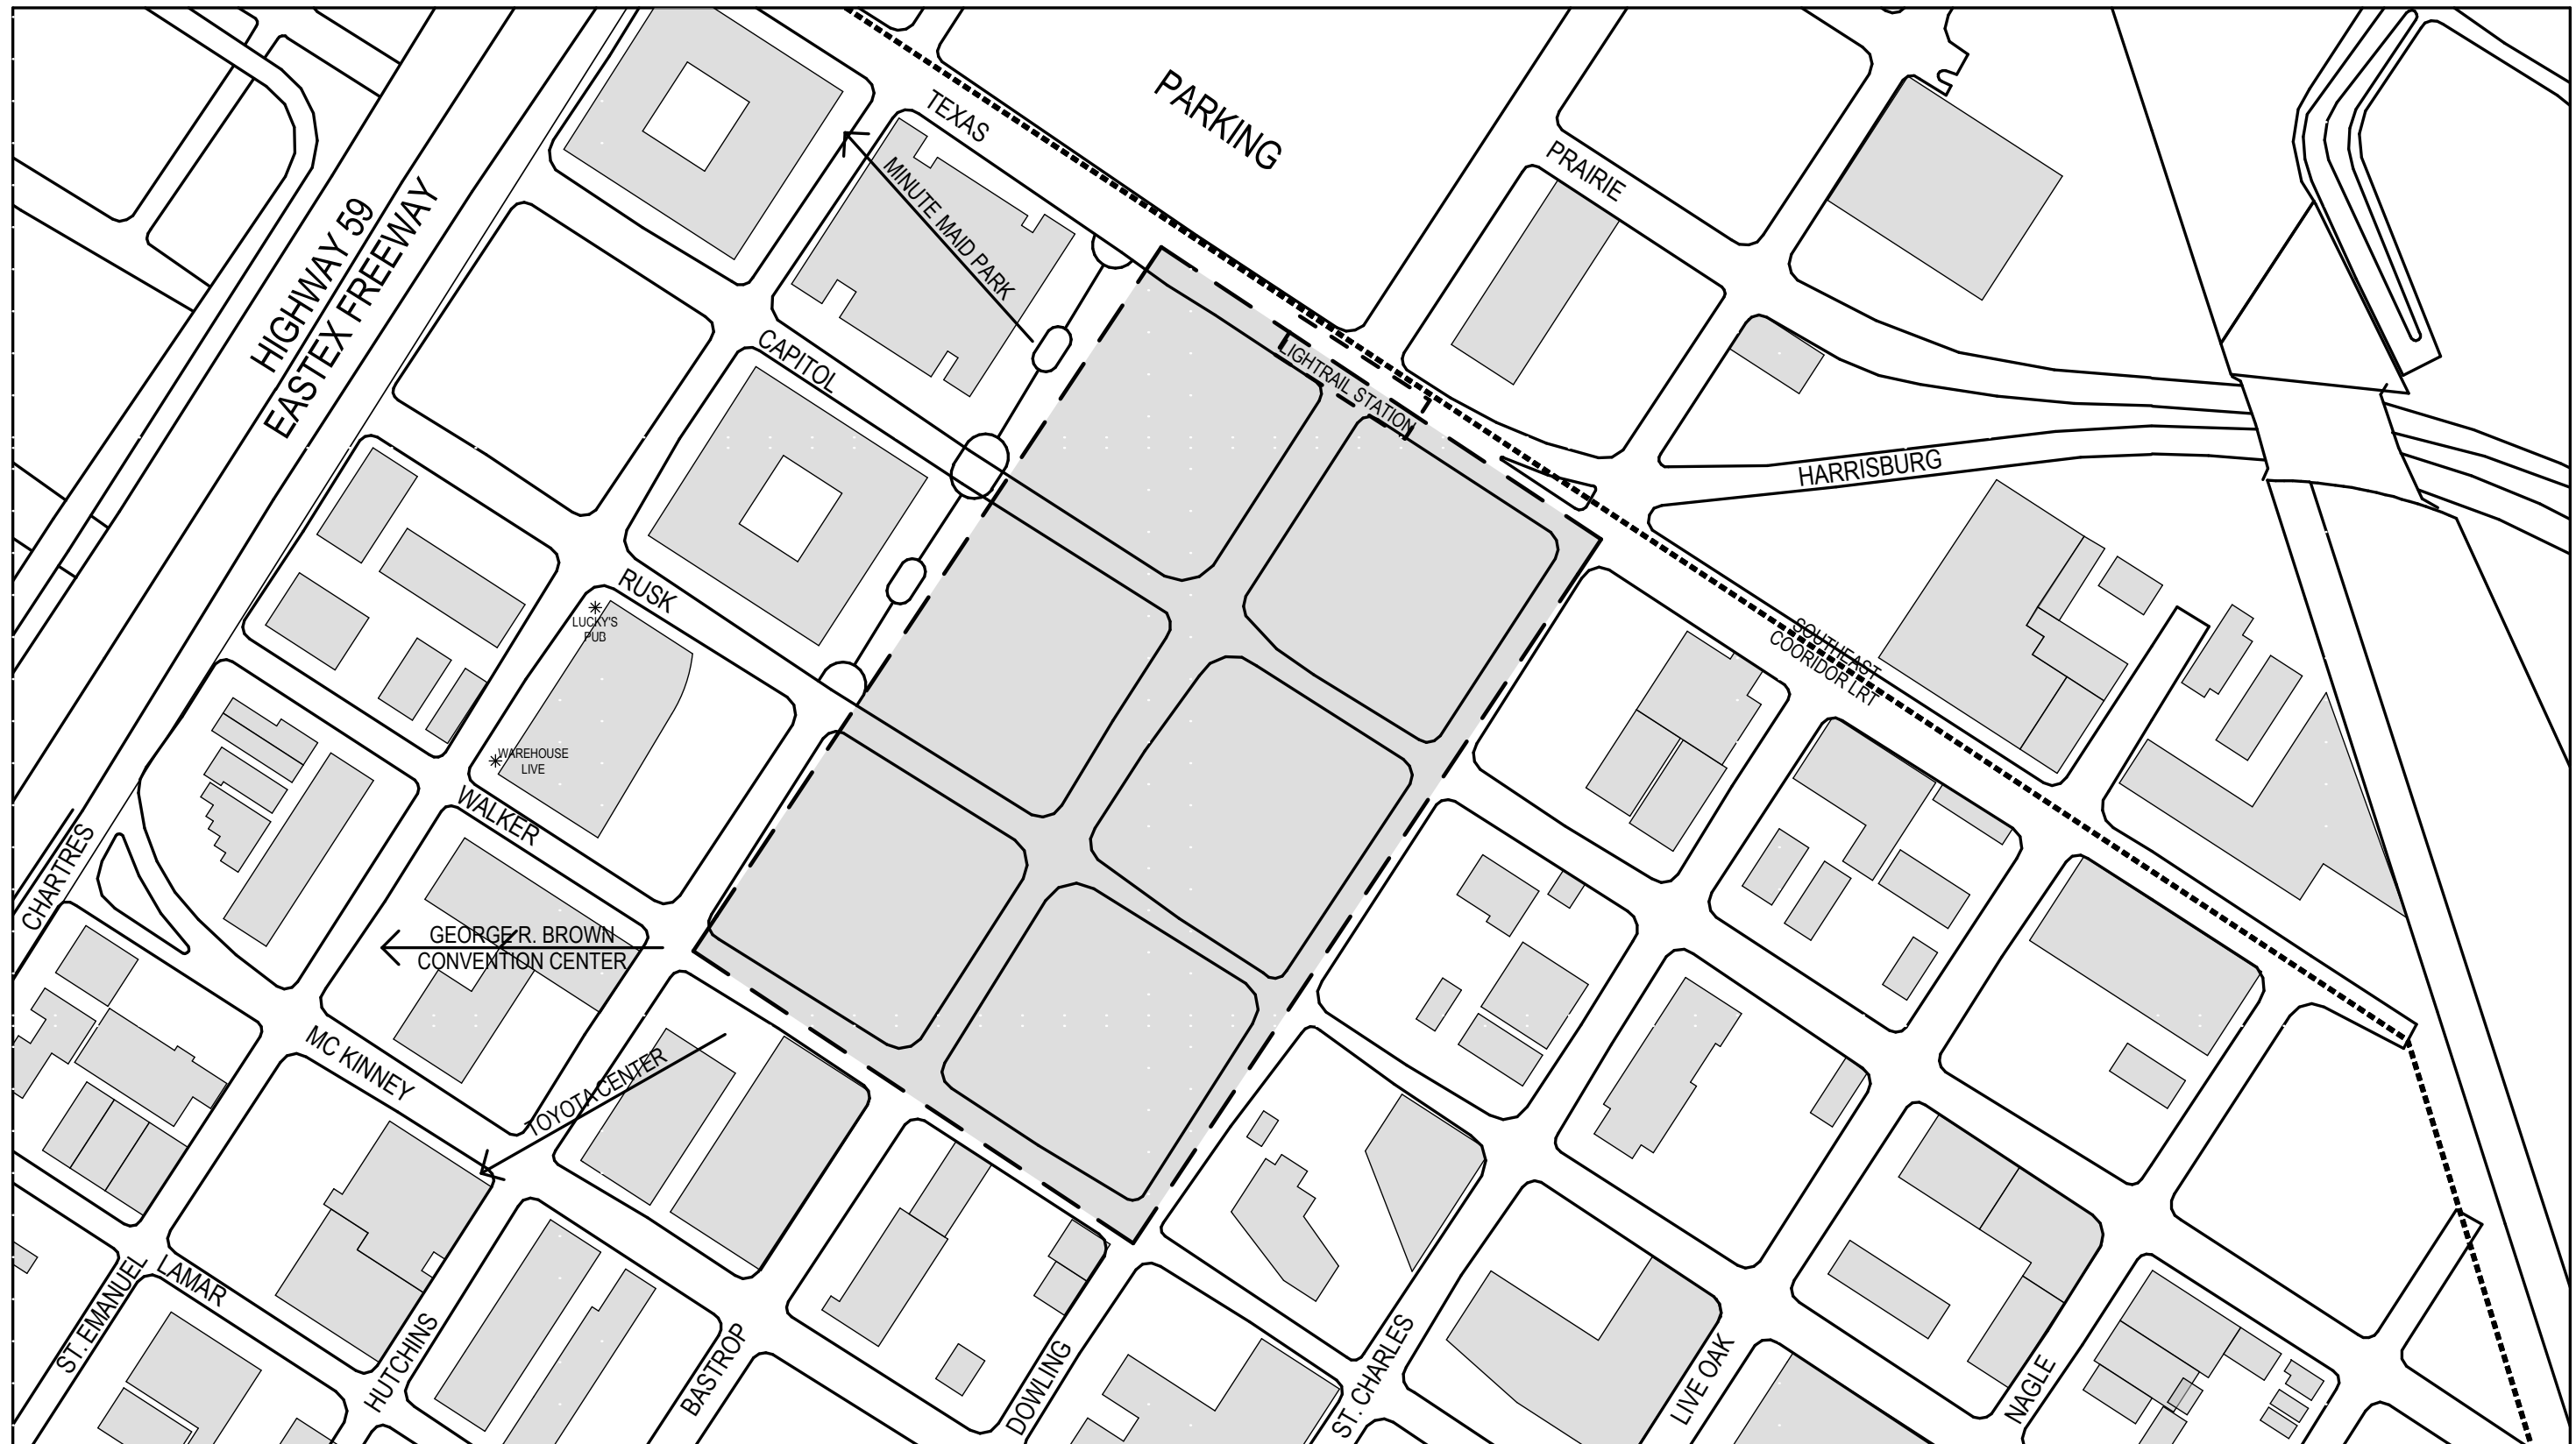 PARKING
TEXAS
MINUTE MAID PARK
PRAIRIE
HIGHWAY 59
EASTEX FREEWAY
CAPITOL
LIGHTRAIL STATION
HARRISBURG
RUSK
LUCKY'S
PUB
SOUTHEAST
COORIDOR LRT
WAREHOUSE
LIVE
WALKER
CHARTRES
GEORGE R. BROWN
CONVENTION CENTER
MC KINNEY
TOYOTA CENTER
ST. EMANUEL
LAMAR
HUTCHINS
BASTROP
DOWLING
ST. CHARLES
LIVE OAK
NAGLE